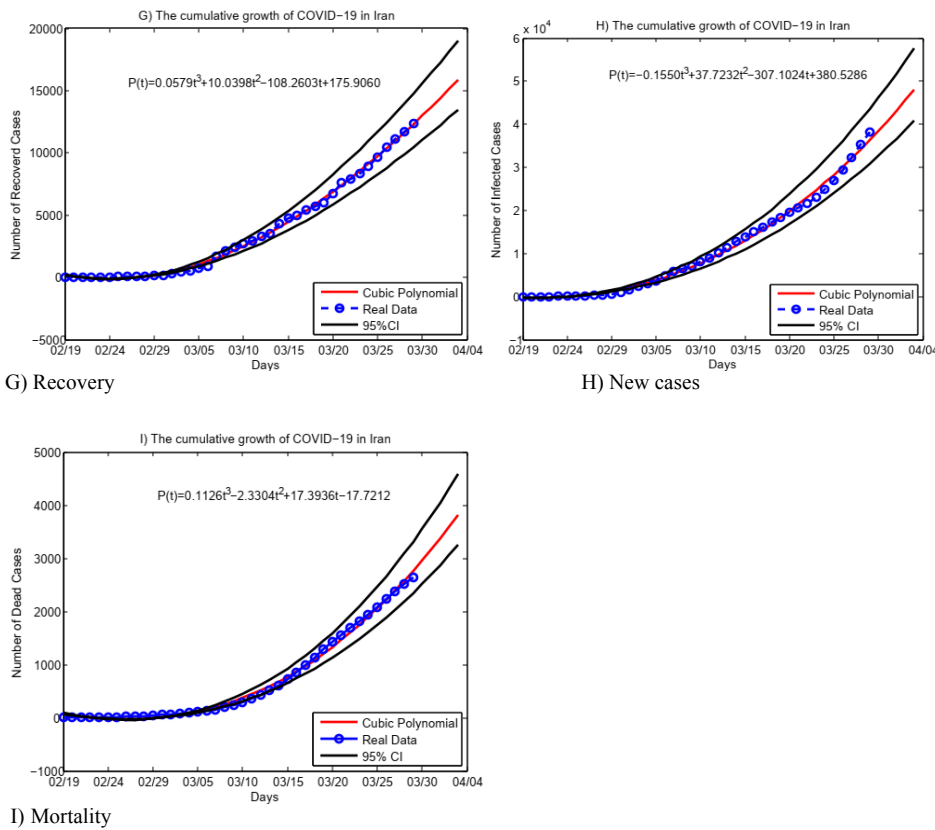 G) The cumulative growth of COVID−19 in Iran
P(t)=0.0579t³+10.0398t²−108.2603t+175.9060
Number of Recoverd Cases
20000
15000
10000
5000
0
−5000
Cubic Polynomial
Real Data
95%CI
02/19 02/24 02/29 03/05 03/10 03/15 03/20 03/25 03/30 04/04
Days
G) Recovery
6 x 10⁴
H) The cumulative growth of COVID−19 in Iran
P(t)=−0.1550t³+37.7232t²−307.1024t+380.5286
Number of Infected Cases
5
4
3
2
1
0
−1
Cubic Polynomial
Real Data
95% CI
02/19 02/24 02/29 03/05 03/10 03/15 03/20 03/25 03/30 04/04
Days
H) New cases
I) The cumulative growth of COVID−19 in Iran
P(t)=0.1126t³−2.3304t²+17.3936t−17.7212
Number of Dead Cases
5000
4000
3000
2000
1000
0
−1000
Cubic Polynomial
Real Data
95% CI
02/19 02/24 02/29 03/05 03/10 03/15 03/20 03/25 03/30 04/04
Days
I) Mortality